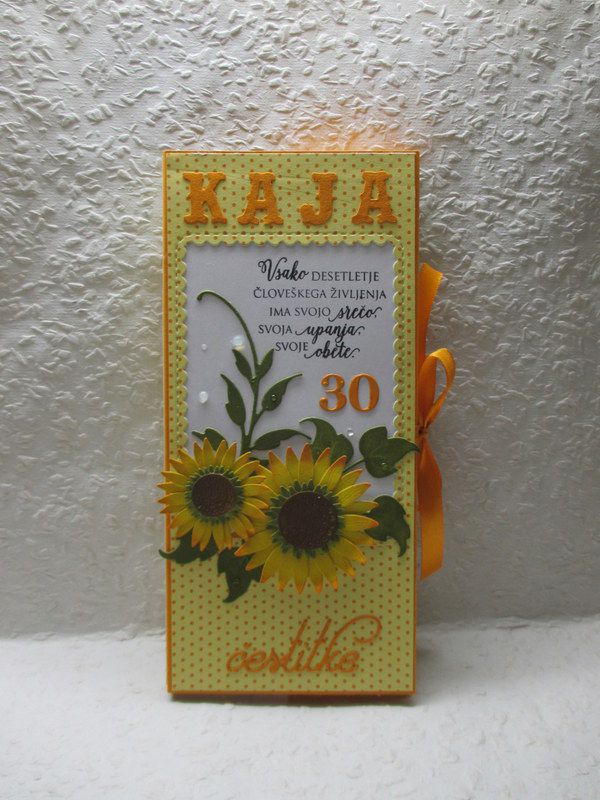 KAJA
Vsako DESETLETJE
ČLOVEŠKEGA ŽIVLJENJA
IMA SVOJO srečo,
SVOJA upanja,
SVOJE obete.
30
čestitke